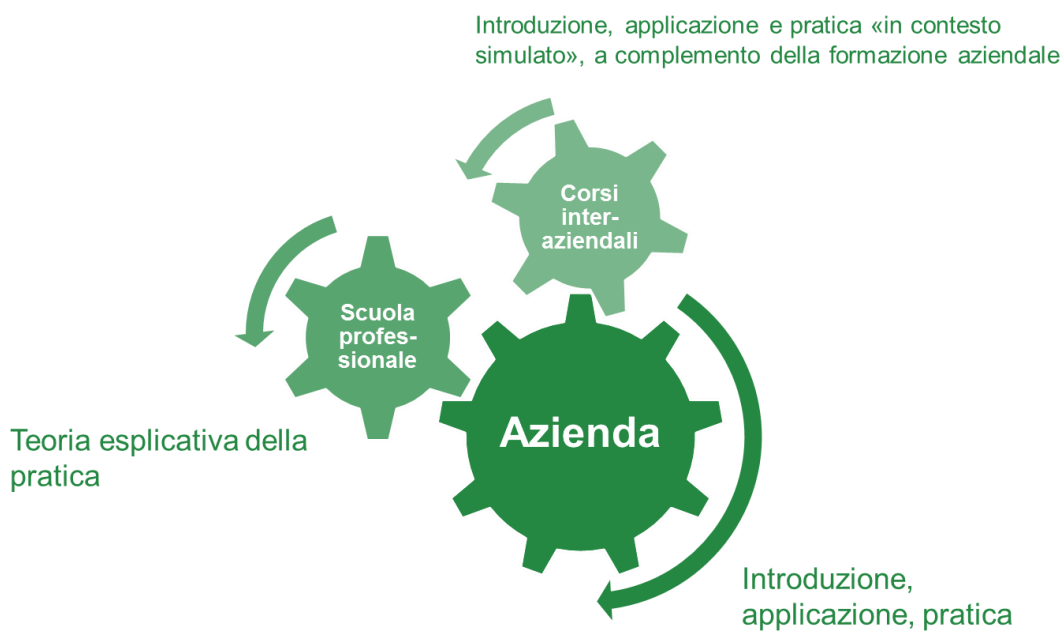 Introduzione, applicazione e pratica «in contesto
simulato», a complemento della formazione aziendale
Corsi
inter-
aziendali
Scuola
profes-
sionale
Azienda
Teoria esplicativa della
pratica
Introduzione,
applicazione, pratica